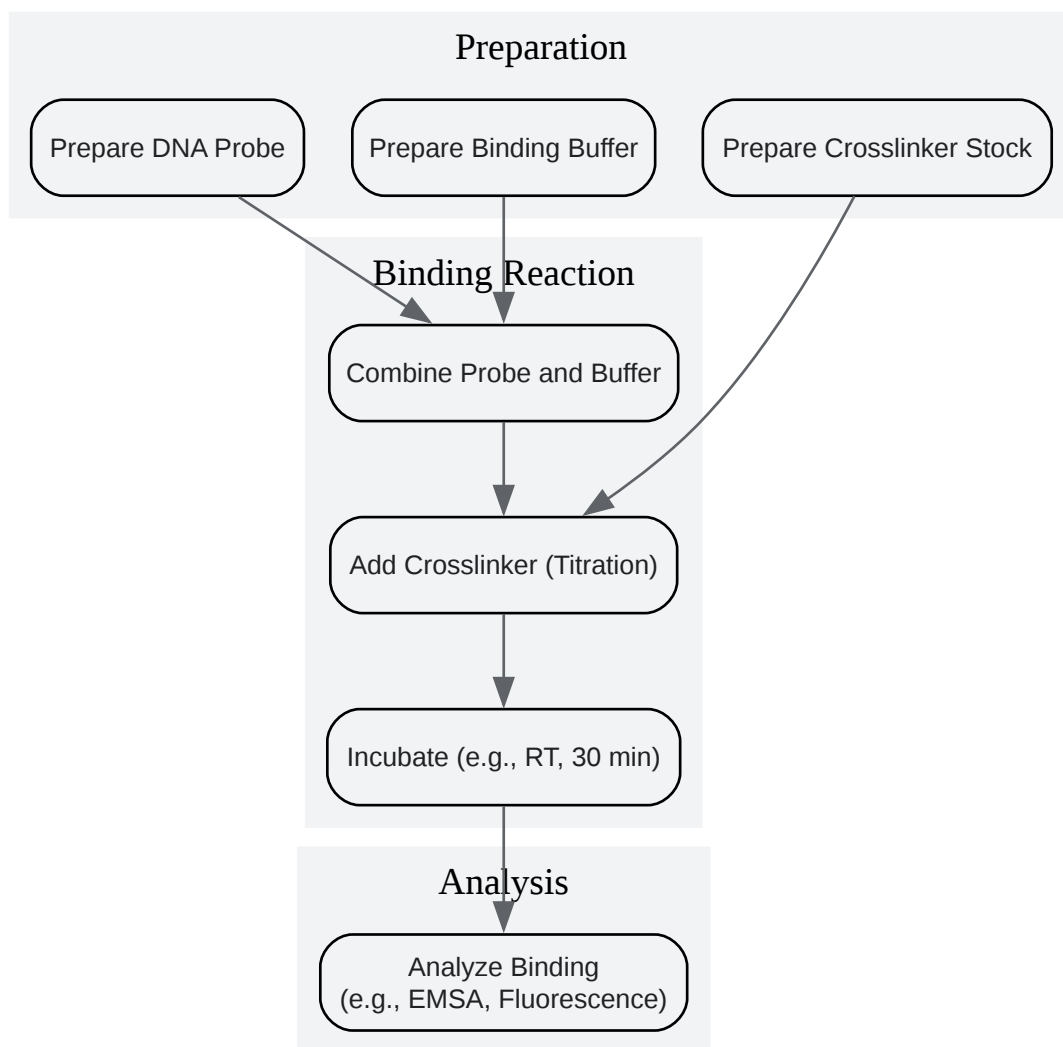 Preparation
Prepare DNA Probe
Prepare Binding Buffer
Prepare Crosslinker Stock
Binding Reaction
Combine Probe and Buffer
Add Crosslinker (Titration)
Incubate (e.g., RT, 30 min)
Analysis
Analyze Binding
(e.g., EMSA, Fluorescence)